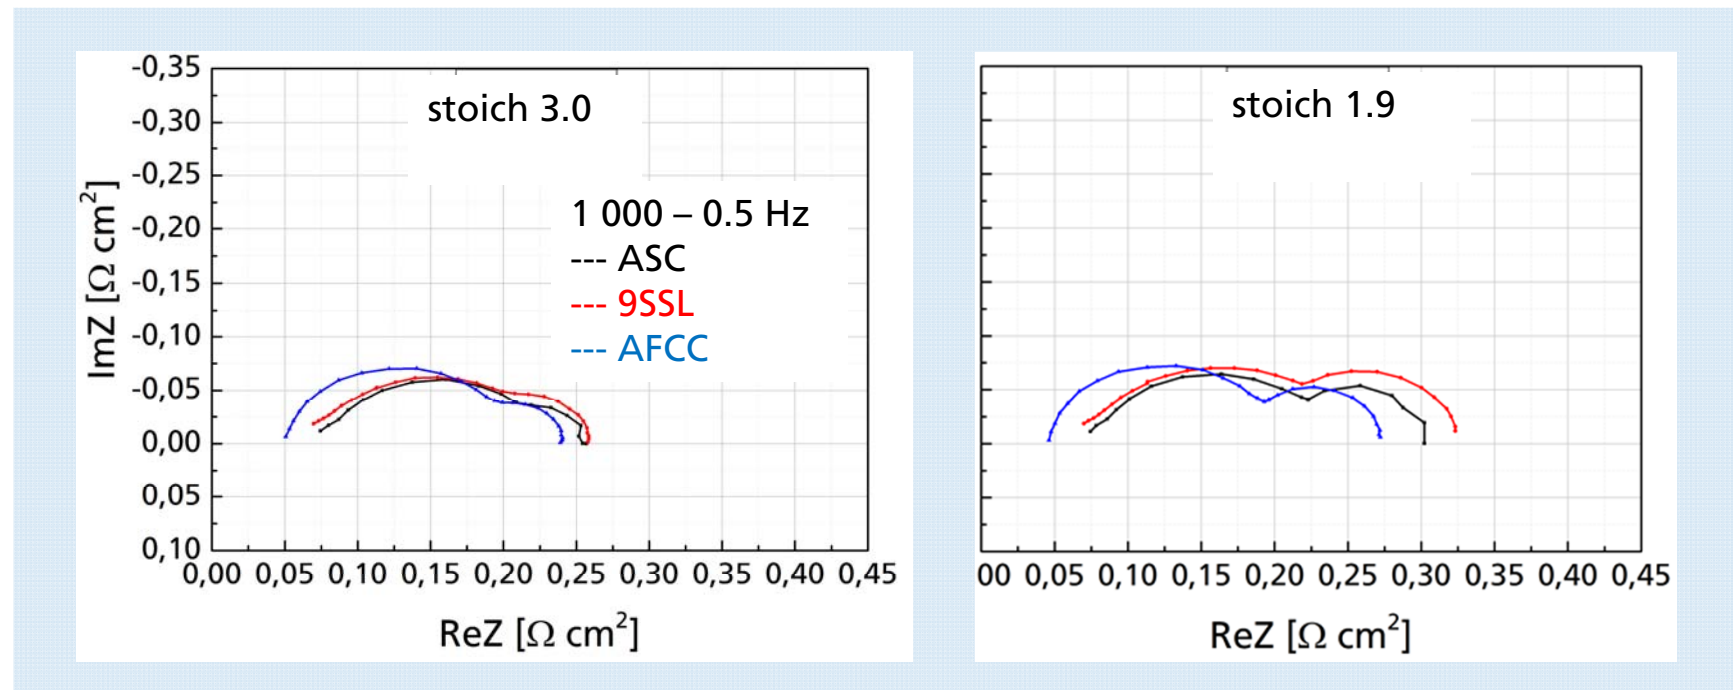 -0,35
-0,30
-0,25
-0,20
-0,15
-0,10
-0,05
0,00
0,05
0,10
ImZ [Ω cm²]
0,00 0,05 0,10 0,15 0,20 0,25 0,30 0,35 0,40 0,45
ReZ [Ω cm²]
stoich 3.0
1 000 – 0.5 Hz
--- ASC
--- 9SSL
--- AFCC
stoich 1.9
00 0,05 0,10 0,15 0,20 0,25 0,30 0,35 0,40 0,45
ReZ [Ω cm²]